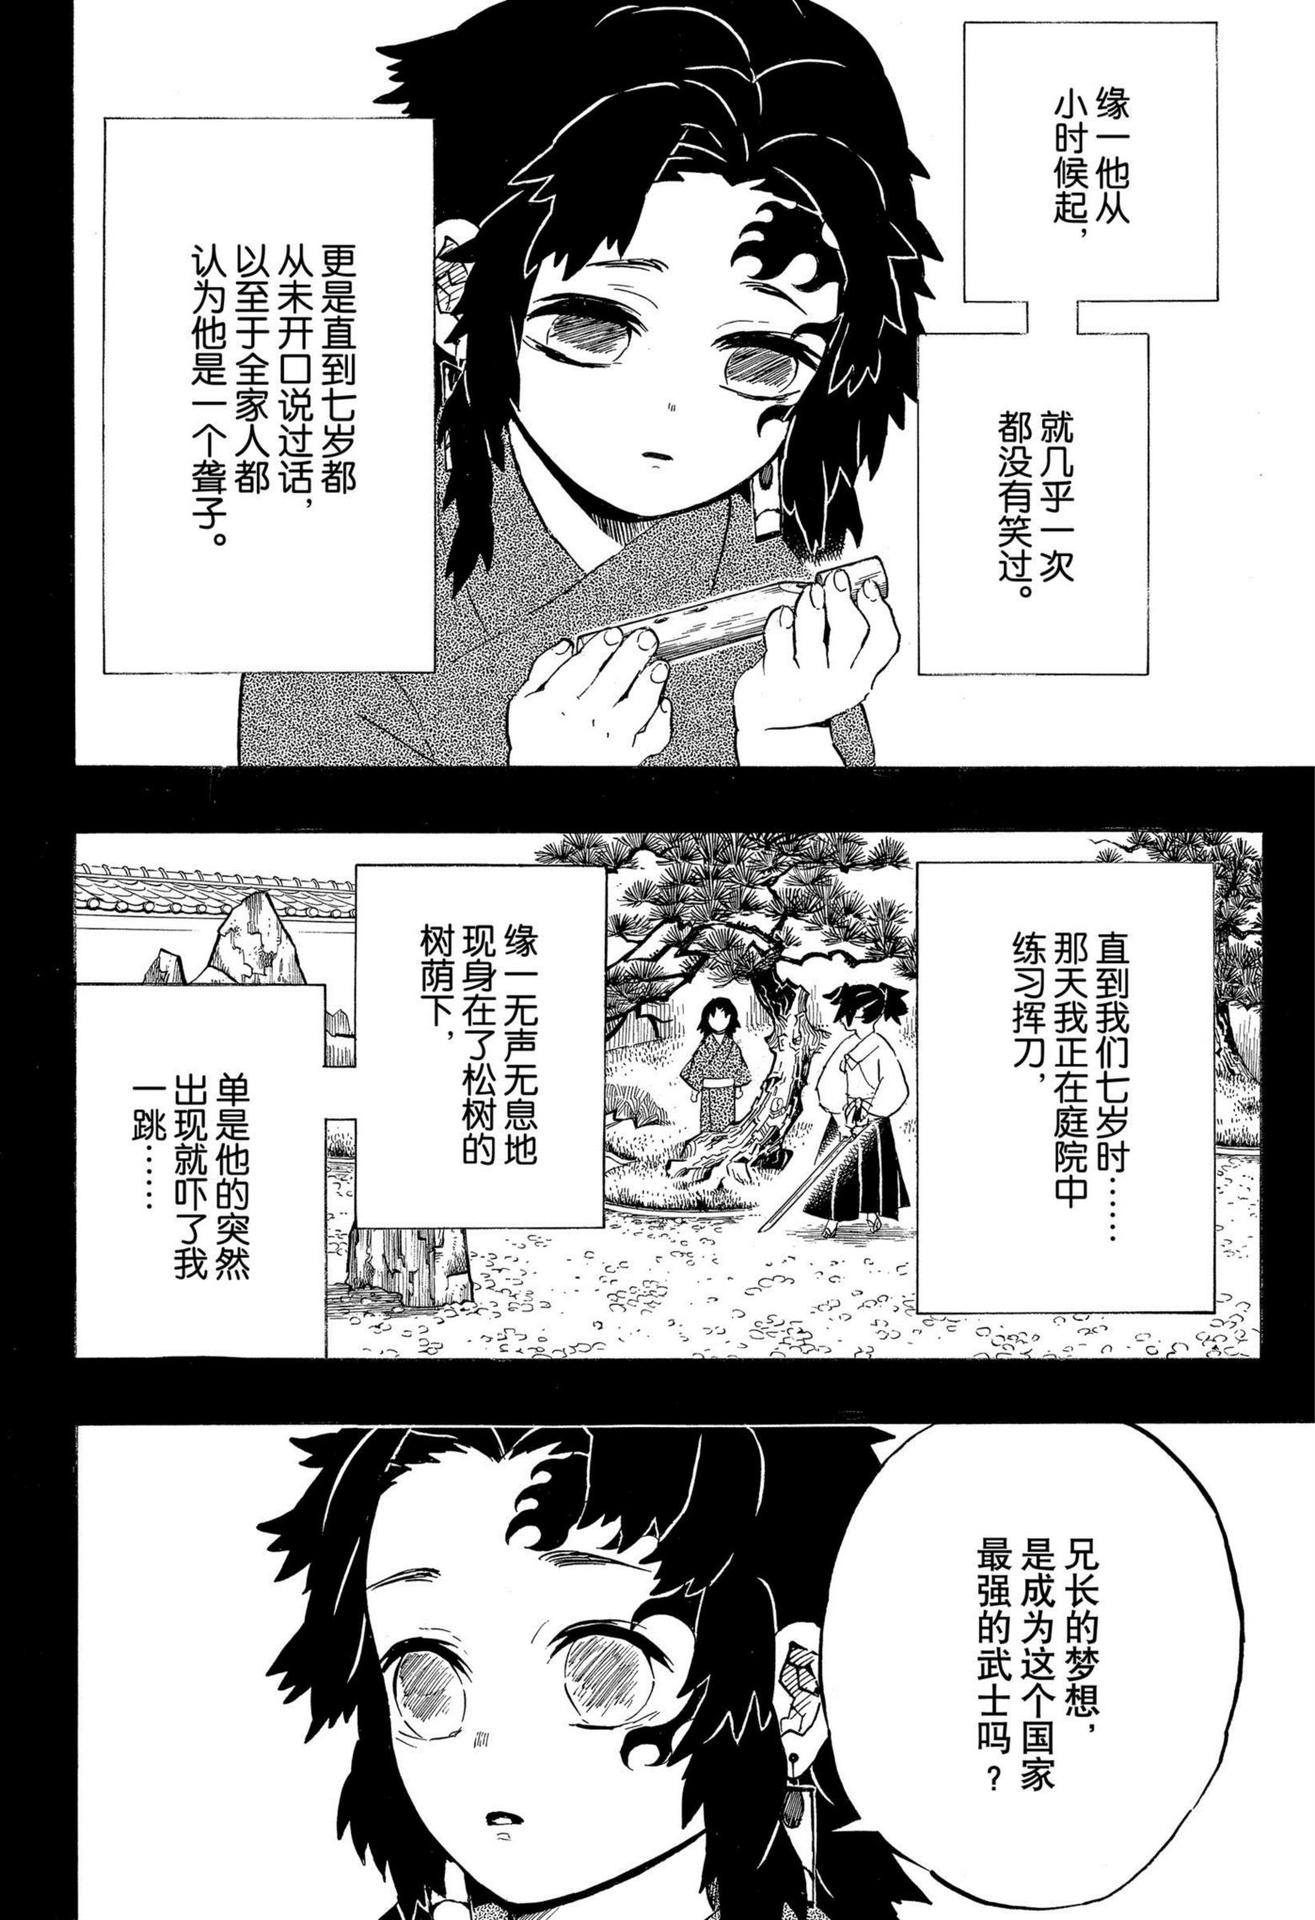 缘一他从
小时候起，
就几乎一次
都没有笑过。
更是直到七岁都
从未开口说过话，
以至于全家人都
认为他是一个聋子。
直到我们七岁时……
那天我正在庭院中
练习挥刀，
缘一无声无息地
现身在了松树的
树荫下，
单是他的突然
出现就吓了我
一跳……
兄长的梦想，
是成为这个国家
最强的武士吗？